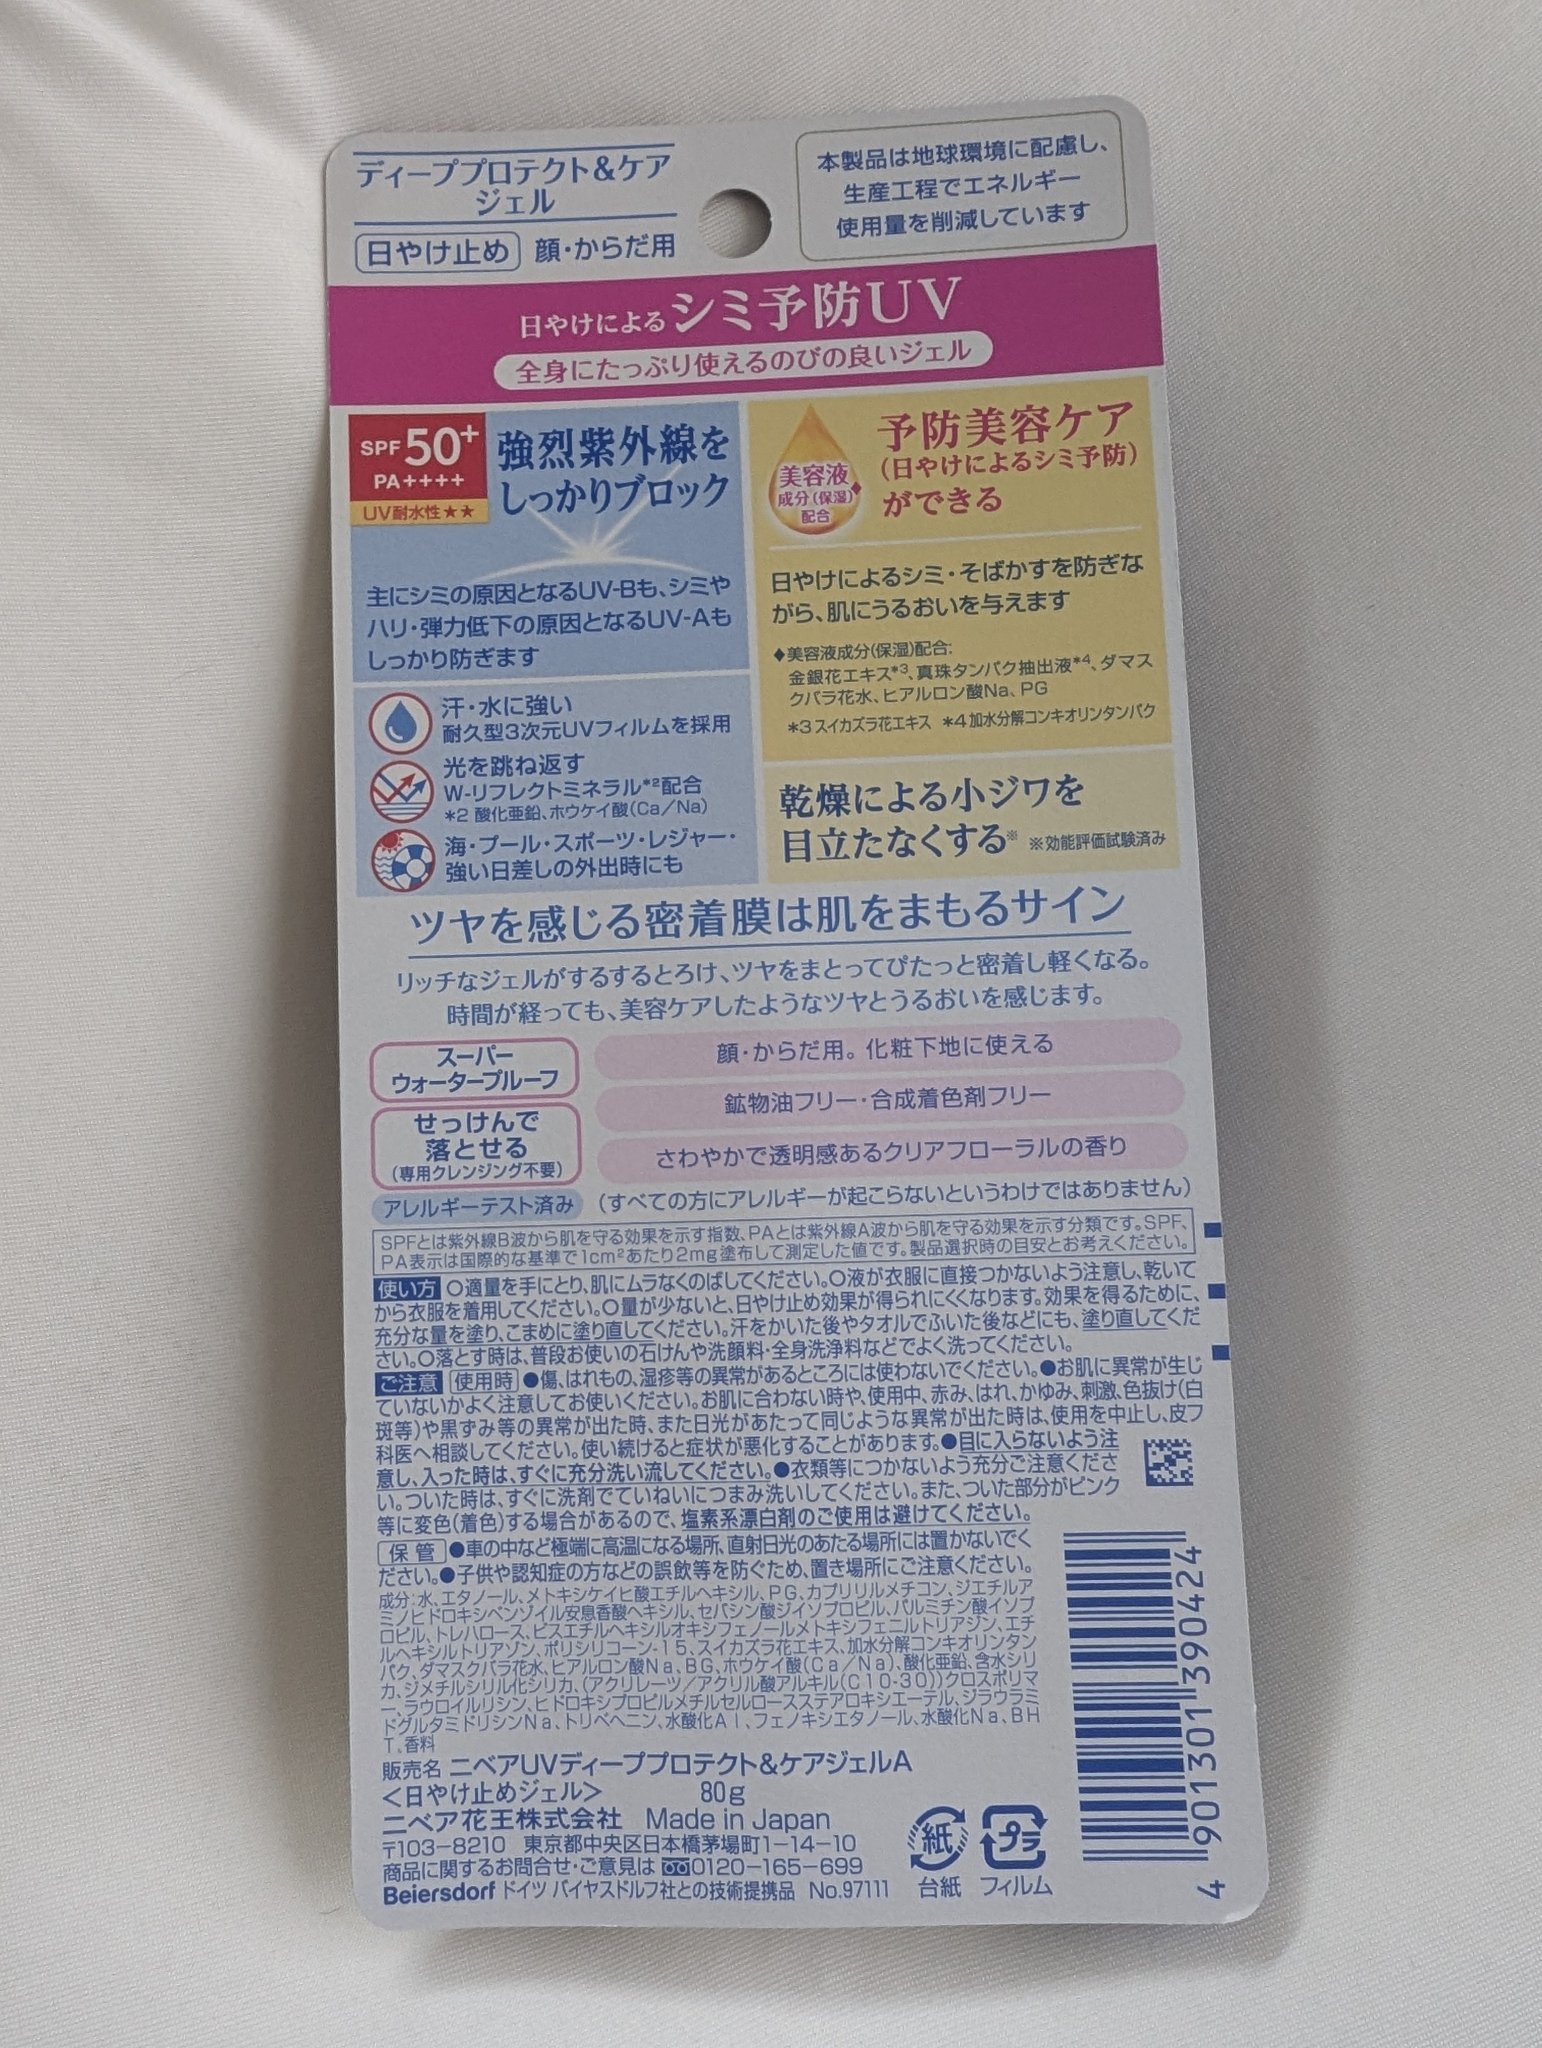 ディーププロテクト&ケア
ジェル
日やけ止め 顔・からだ用
本製品は地球環境に配慮し、
生産工程でエネルギー
使用量を削減しています
日やけによるシミ予防UV
全身にたっぷり使えるのびの良いジェル
SPF50+
PA++++
UV耐水性★★
強烈紫外線を
しっかりブロック
主にシミの原因となるUV-Bも、シミや
ハリ・弾力低下の原因となるUV-Aも
しっかり防ぎます
汗・水に強い
耐久型3次元UVフィルムを採用
光を跳ね返す
W-リフレクトミネラル*2配合
*2 酸化亜鉛、ホウケイ酸(Ca/Na)
海・プール・スポーツ・レジャー・
強い日差しの外出時にも
美容液
成分(保湿)◆
配合
予防美容ケア
(日やけによるシミ予防)
ができる
日やけによるシミ・そばかすを防ぎな
がら、肌にうるおいを与えます
◆美容液成分(保湿)配合:
金銀花エキス*3、真珠タンパク抽出液*4、ダマス
クバラ花水、ヒアルロン酸Na、PG
*3 スイカズラ花エキス *4 加水分解コンキオリンタンパク
乾燥による小ジワを
目立たなくする※ ※効能評価試験済み
ツヤを感じる密着膜は肌をまもるサイン
リッチなジェルがするするとろけ、ツヤをまとってぴたっと密着し軽くなる。
時間が経っても、美容ケアしたようなツヤとうるおいを感じます。
スーパー
ウォータープルーフ
せっけんで
落とせる
(専用クレンジング不要)
顔・からだ用。化粧下地に使える
鉱物油フリー・合成着色剤フリー
さわやかで透明感あるクリアフローラルの香り
アレルギーテスト済み (すべての方にアレルギーが起こらないというわけではありません)
SPFとは紫外線B波から肌を守る効果を示す指数、PAとは紫外線A波から肌を守る効果を示す分類です。SPF、
PA表示は国際的な基準で1cm²あたり2mg塗布して測定した値です。製品選択時の目安とお考えください。
使い方 ○適量を手にとり、肌にムラなくのばしてください。○液が衣服に直接つかないよう注意し、乾いて
から衣服を着用してください。○量が少ないと、日やけ止め効果が得られにくくなります。効果を得るために、
充分な量を塗り、こまめに塗り直してください。汗をかいた後やタオルでふいた後などにも、塗り直してくだ
さい。○落とす時は、普段お使いの石けんや洗顔料・全身洗浄料などでよく洗ってください。
ご注意 使用時 ●傷、はれもの、湿疹等の異常があるところには使わないでください。●お肌に異常が生じ
ていないかよく注意してお使いください。お肌に合わない時や、使用中、赤み、はれ、かゆみ、刺激、色抜け(白
斑等)や黒ずみ等の異常が出た時、また日光があたって同じような異常が出た時は、使用を中止し、皮フ
科医へ相談してください。使い続けると症状が悪化することがあります。●目に入らないよう注
意し、入った時は、すぐに充分洗い流してください。●衣類等につかないよう充分ご注意くださ
い。ついた時は、すぐに洗剤でていねいにつまみ洗いしてください。また、ついた部分がピンク
等に変色(着色)する場合があるので、塩素系漂白剤のご使用は避けてください。
保管 ●車の中など極端に高温になる場所、直射日光のあたる場所には置かないでく
ださい。●子供や認知症の方などの誤飲等を防ぐため、置き場所にご注意ください。
成分:水、エタノール、メトキシケイヒ酸エチルヘキシル、PG、カプリリルメチコン、ジエチルア
ミノヒドロキシベンゾイル安息香酸ヘキシル、セバシン酸ジイソプロピル、パルミチン酸イソプ
ロピル、トレハロース、ビスエチルヘキシルオキシフェノールメトキシフェニルトリアジン、エチ
ルヘキシルトリアゾン、ポリシリコーン-15、スイカズラ花エキス、加水分解コンキオリンタン
パク、ダマスクバラ花水、ヒアルロン酸Na、BG、ホウケイ酸(Ca/Na)、酸化亜鉛、含水シリ
カ、ジメチルシリル化シリカ、(アクリレーツ/アクリル酸アルキル(C10-30))クロスポリマ
ー、ラウロイルリシン、ヒドロキシプロピルメチルセルロースステアロキシエーテル、ジラウラミ
ドグルタミドリシンNa、トリベヘニン、水酸化Al、フェノキシエタノール、水酸化Na、BH
T、香料
販売名 ニベアUVディーププロテクト&ケアジェルA
<日やけ止めジェル> 80g
ニベア花王株式会社 Made in Japan
〒103-8210 東京都中央区日本橋茅場町1-14-10
商品に関するお問合せ・ご意見は 0120-165-699
Beiersdorf ドイツ バイヤスドルフ社との技術提携品 No.97111
紙
台紙
プラ
フィルム
4 901301 390424